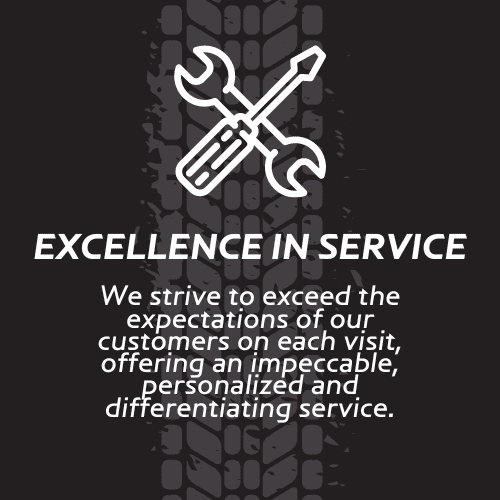 EXCELLENCE IN SERVICE
We strive to exceed the
expectations of our
customers on each visit,
offering an impeccable,
personalized and
differentiating service.